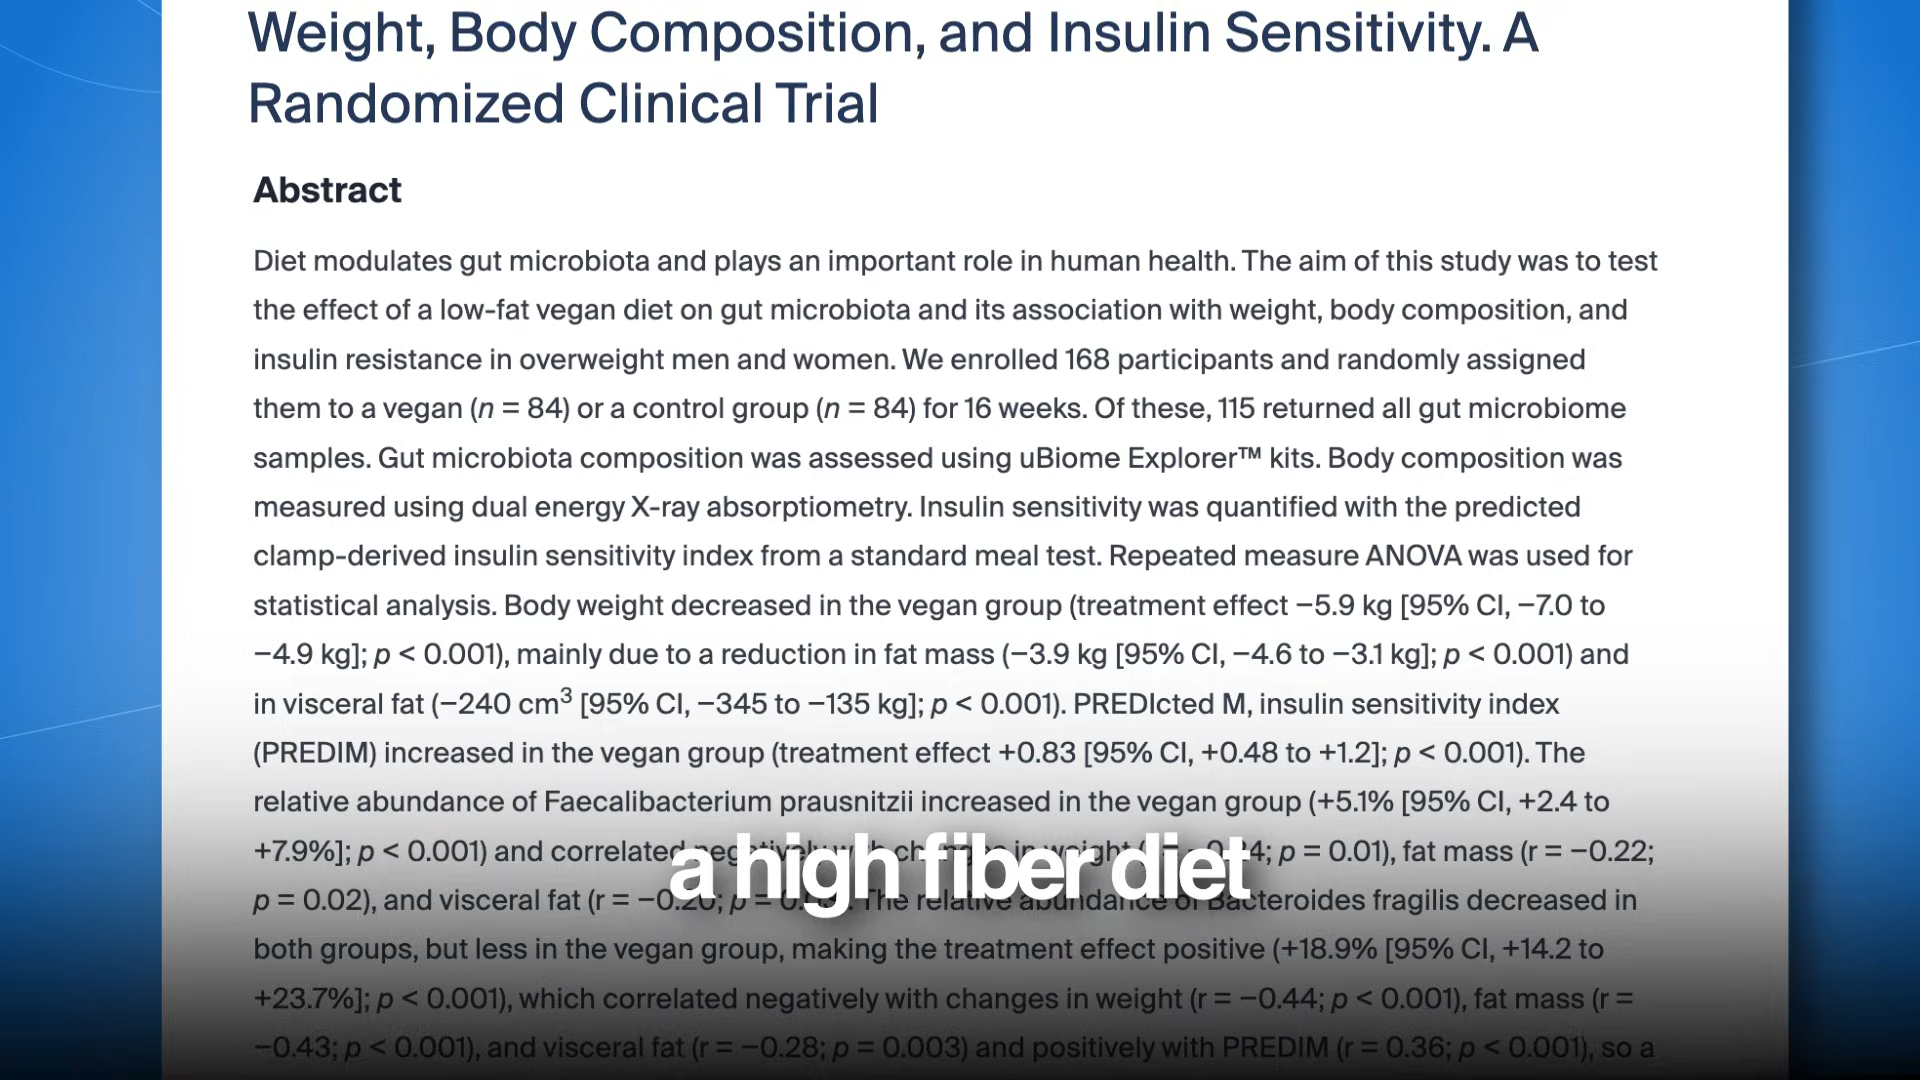 Weight, Body Composition, and Insulin Sensitivity. A
Randomized Clinical Trial
Abstract
Diet modulates gut microbiota and plays an important role in human health. The aim of this study was to test
the effect of a low-fat vegan diet on gut microbiota and its association with weight, body composition, and
insulin resistance in overweight men and women. We enrolled 168 participants and randomly assigned
them to a vegan (n = 84) or a control group (n = 84) for 16 weeks. Of these, 115 returned all gut microbiome
samples. Gut microbiota composition was assessed using uBiome Explorer™ kits. Body composition was
measured using dual energy X-ray absorptiometry. Insulin sensitivity was quantified with the predicted
clamp-derived insulin sensitivity index from a standard meal test. Repeated measure ANOVA was used for
statistical analysis. Body weight decreased in the vegan group (treatment effect −5.9 kg [95% CI, −7.0 to
−4.9 kg]; p < 0.001), mainly due to a reduction in fat mass (−3.9 kg [95% CI, −4.6 to −3.1 kg]; p < 0.001) and
in visceral fat (−240 cm³ [95% CI, −345 to −135 kg]; p < 0.001). PREDIcted M, insulin sensitivity index
(PREDIM) increased in the vegan group (treatment effect +0.83 [95% CI, +0.48 to +1.2]; p < 0.001). The
relative abundance of Faecalibacterium prausnitzii increased in the vegan group (+5.1% [95% CI, +2.4 to
+7.9%]; p < 0.001) and correlated negatively with changes in weight ( 4; p = 0.01), fat mass (r = −0.22;
a high fiber diet
p = 0.02), and visceral fat (r = −0.20; p = The relative abundance of Bacteroides fragilis decreased in
both groups, but less in the vegan group, making the treatment effect positive (+18.9% [95% CI, +14.2 to
+23.7%]; p < 0.001), which correlated negatively with changes in weight (r = −0.44; p < 0.001), fat mass (r =
−0.43; p < 0.001), and visceral fat (r = −0.28; p = 0.003) and positively with PREDIM (r = 0.36; p < 0.001), so a